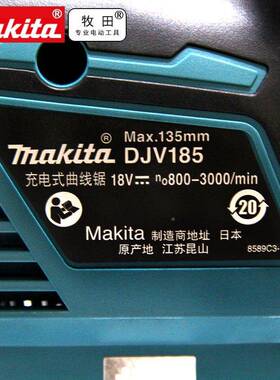 makita
®
牧田®
专业电动工具
Max.135mm
makita® DJV185
充电式曲线锯 18V⎓ n₀800-3000/min
20
Makita 制造商地址 日本
原产地 江苏昆山
8589C3-